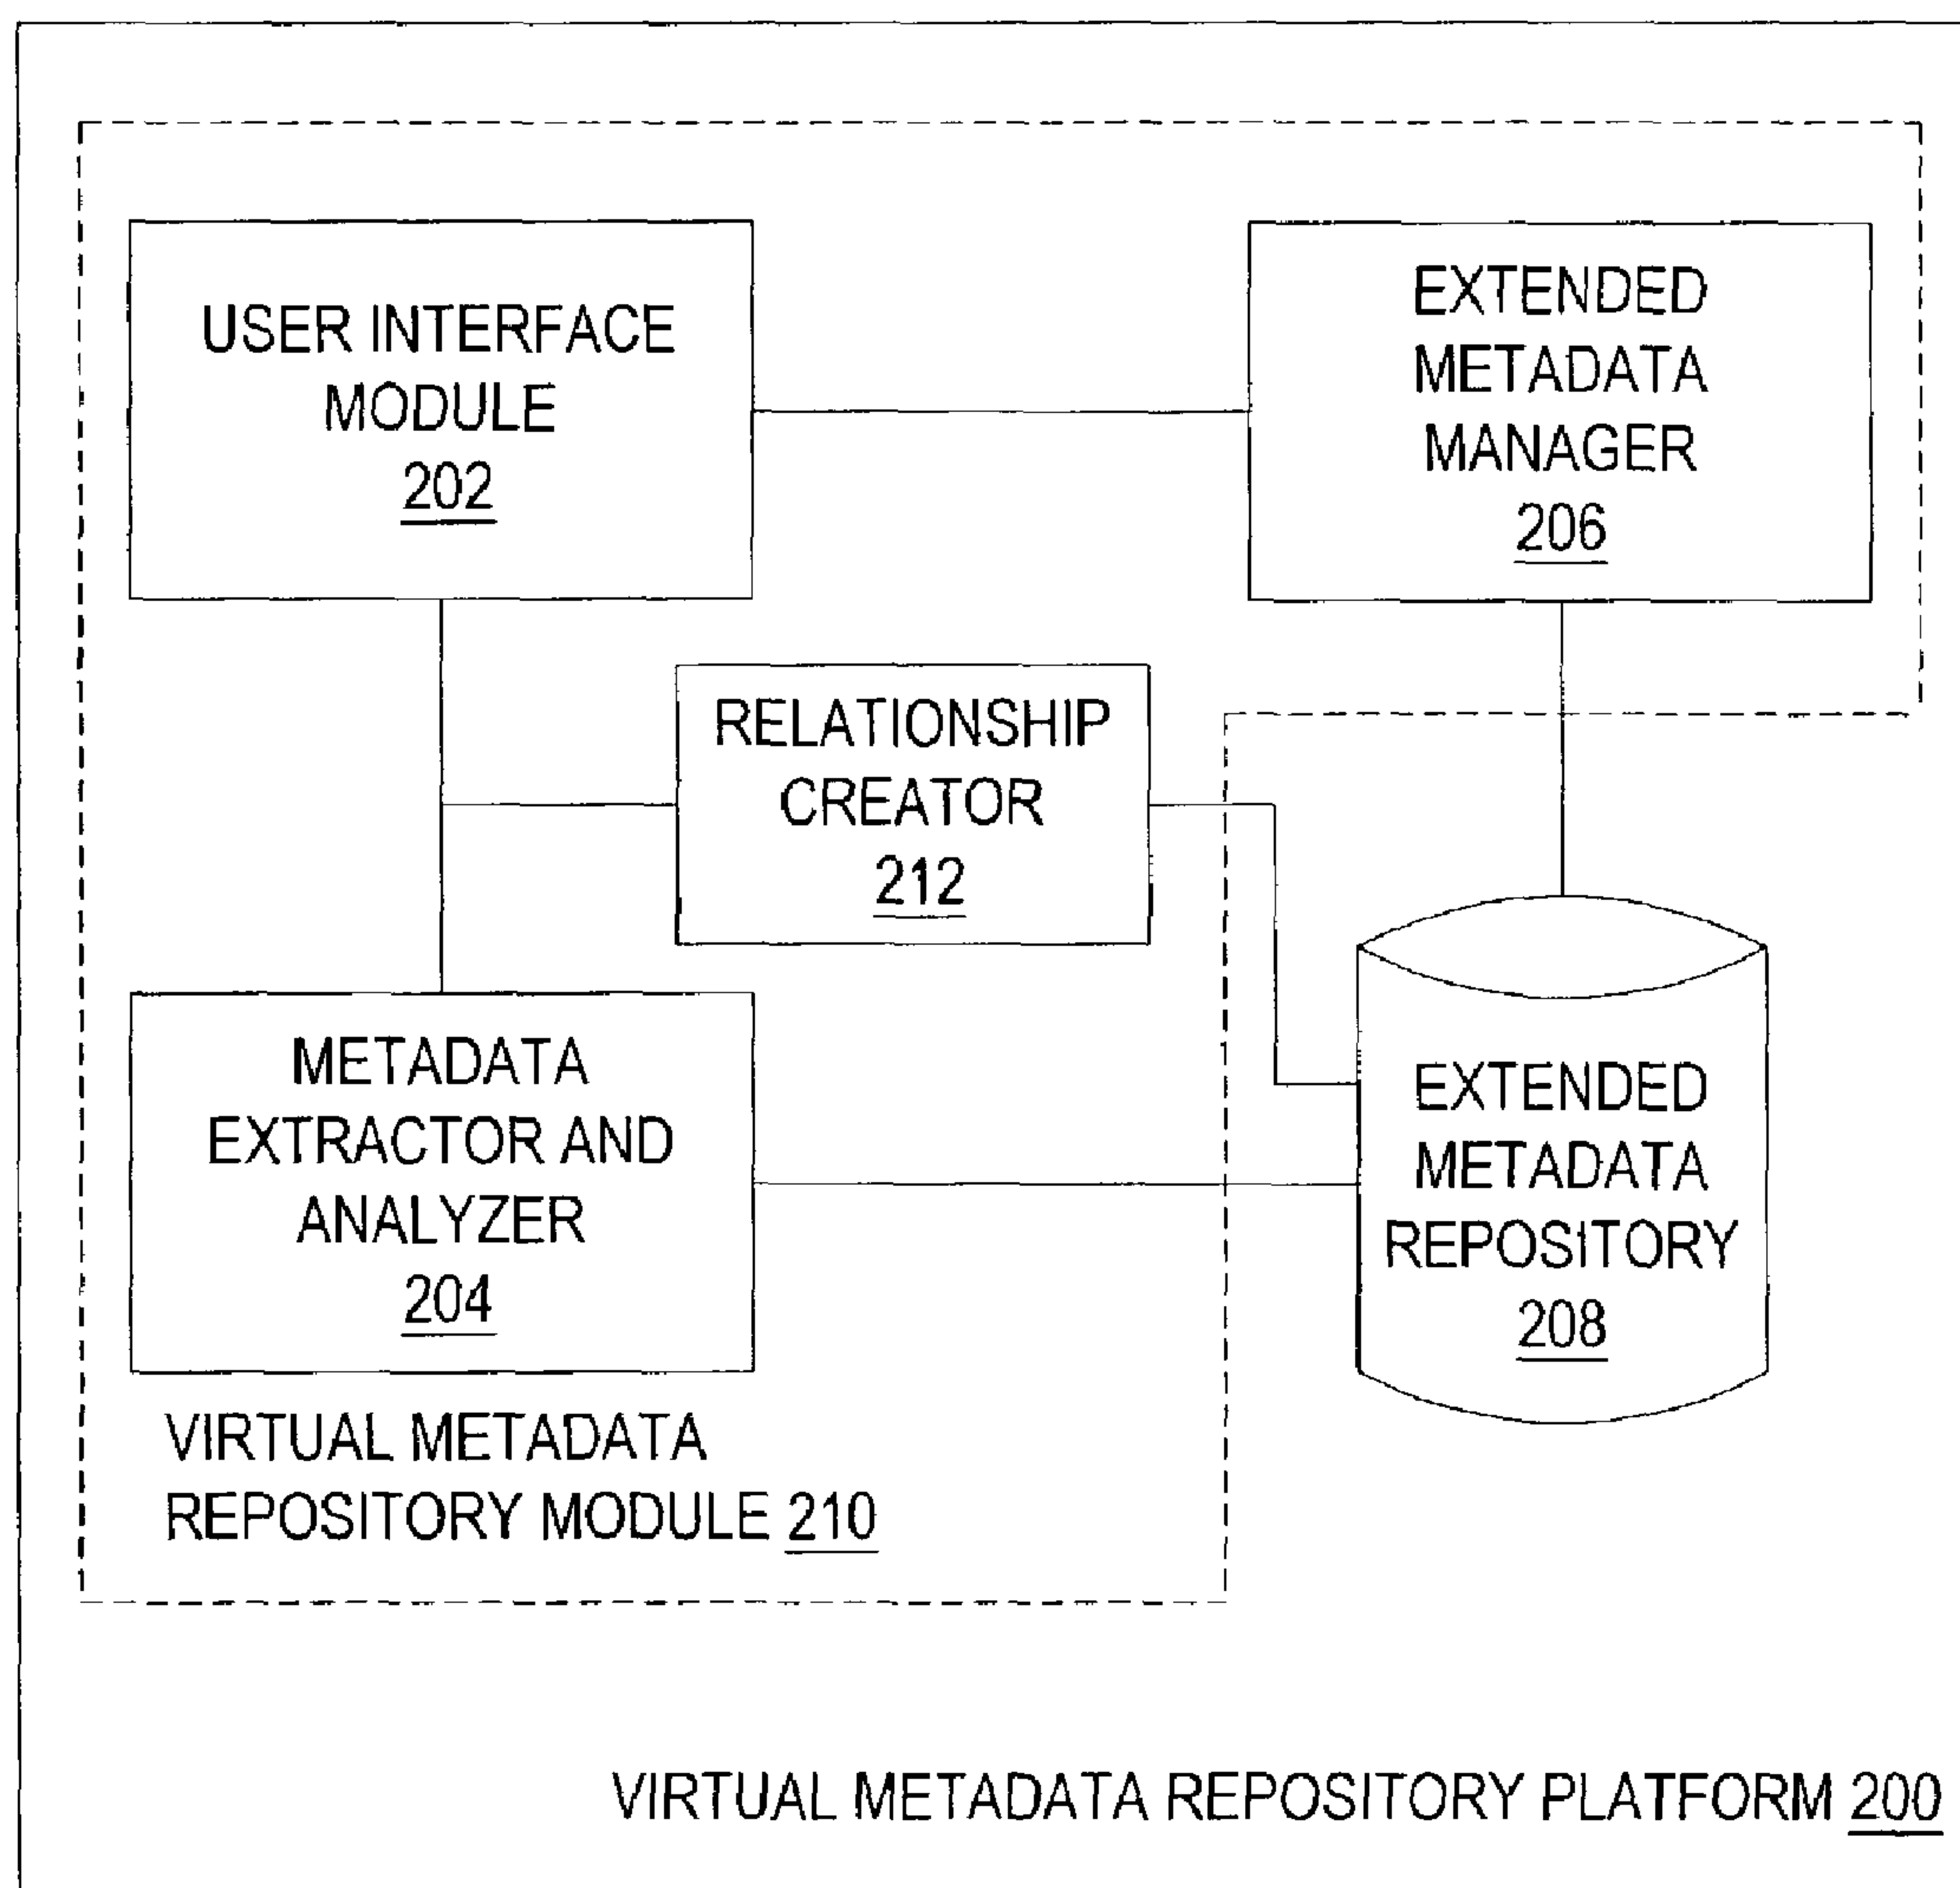 USER INTERFACE
MODULE
202
EXTENDED
METADATA
MANAGER
206
RELATIONSHIP
CREATOR
212
METADATA
EXTRACTOR AND
ANALYZER
204
EXTENDED
METADATA
REPOSITORY
208
VIRTUAL METADATA
REPOSITORY MODULE 210
VIRTUAL METADATA REPOSITORY PLATFORM 200